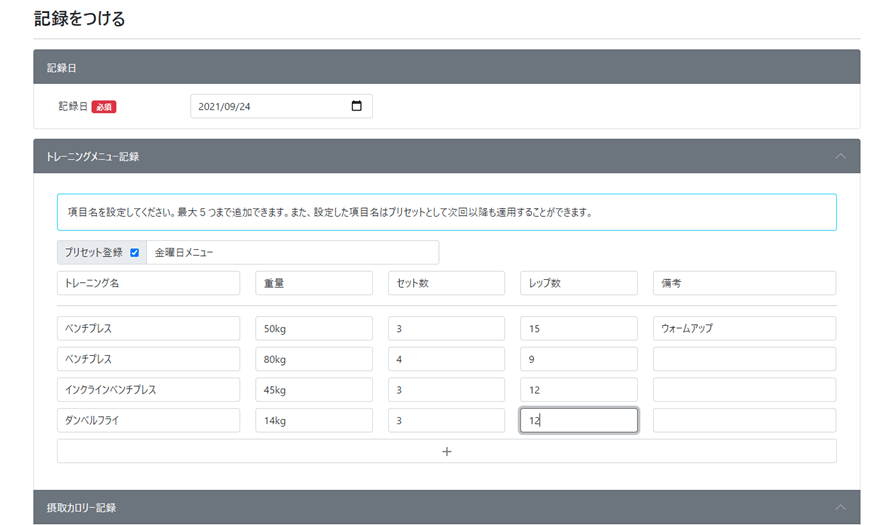 記録をつける
記録日
記録日 必須 2021/09/24
トレーニングメニュー記録
項目名を設定してください。最大５つまで追加できます。また、設定した項目名はプリセットとして次回以降も適用することができます。
プリセット登録 金曜日メニュー
トレーニング名 重量 セット数 レップ数 備考
ベンチプレス 50kg 3 15 ウォームアップ
ベンチプレス 80kg 4 9
インクラインベンチプレス 45kg 3 12
ダンベルフライ 14kg 3 12
+
摂取カロリー記録